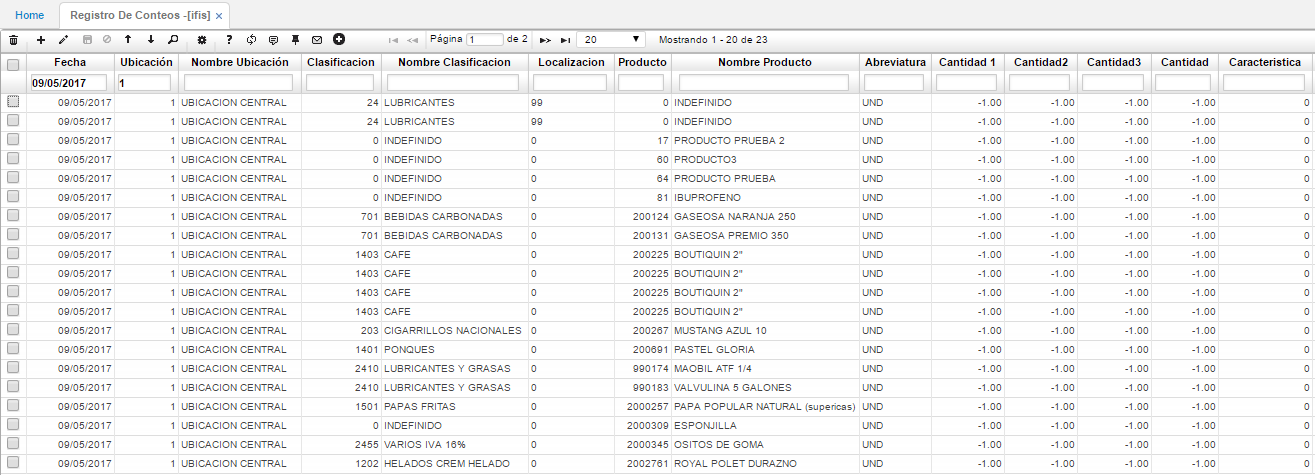 Home Registro De Conteos -[ifis] ×
Página 1 de 2 20 Mostrando 1 - 20 de 23
Fecha Ubicación Nombre Ubicación Clasificacion Nombre Clasificacion Localizacion Producto Nombre Producto Abreviatura Cantidad 1 Cantidad2 Cantidad3 Cantidad Caracteristica
09/05/2017 1
09/05/2017 1 UBICACION CENTRAL 24 LUBRICANTES 99 0 INDEFINIDO UND -1.00 -1.00 -1.00 -1.00 0
09/05/2017 1 UBICACION CENTRAL 24 LUBRICANTES 99 0 INDEFINIDO UND -1.00 -1.00 -1.00 -1.00 0
09/05/2017 1 UBICACION CENTRAL 0 INDEFINIDO 0 17 PRODUCTO PRUEBA 2 UND -1.00 -1.00 -1.00 -1.00 0
09/05/2017 1 UBICACION CENTRAL 0 INDEFINIDO 0 60 PRODUCTO3 UND -1.00 -1.00 -1.00 -1.00 0
09/05/2017 1 UBICACION CENTRAL 0 INDEFINIDO 0 64 PRODUCTO PRUEBA UND -1.00 -1.00 -1.00 -1.00 0
09/05/2017 1 UBICACION CENTRAL 0 INDEFINIDO 0 81 IBUPROFENO UND -1.00 -1.00 -1.00 -1.00 0
09/05/2017 1 UBICACION CENTRAL 701 BEBIDAS CARBONADAS 0 200124 GASEOSA NARANJA 250 UND -1.00 -1.00 -1.00 -1.00 0
09/05/2017 1 UBICACION CENTRAL 701 BEBIDAS CARBONADAS 0 200131 GASEOSA PREMIO 350 UND -1.00 -1.00 -1.00 -1.00 0
09/05/2017 1 UBICACION CENTRAL 1403 CAFE 0 200225 BOUTIQUIN 2" UND -1.00 -1.00 -1.00 -1.00 0
09/05/2017 1 UBICACION CENTRAL 1403 CAFE 0 200225 BOUTIQUIN 2" UND -1.00 -1.00 -1.00 -1.00 0
09/05/2017 1 UBICACION CENTRAL 1403 CAFE 0 200225 BOUTIQUIN 2" UND -1.00 -1.00 -1.00 -1.00 0
09/05/2017 1 UBICACION CENTRAL 1403 CAFE 0 200225 BOUTIQUIN 2" UND -1.00 -1.00 -1.00 -1.00 0
09/05/2017 1 UBICACION CENTRAL 203 CIGARRILLOS NACIONALES 0 200267 MUSTANG AZUL 10 UND -1.00 -1.00 -1.00 -1.00 0
09/05/2017 1 UBICACION CENTRAL 1401 PONQUES 0 200691 PASTEL GLORIA UND -1.00 -1.00 -1.00 -1.00 0
09/05/2017 1 UBICACION CENTRAL 2410 LUBRICANTES Y GRASAS 0 990174 MAOBIL ATF 1/4 UND -1.00 -1.00 -1.00 -1.00 0
09/05/2017 1 UBICACION CENTRAL 2410 LUBRICANTES Y GRASAS 0 990183 VALVULINA 5 GALONES UND -1.00 -1.00 -1.00 -1.00 0
09/05/2017 1 UBICACION CENTRAL 1501 PAPAS FRITAS 0 2000257 PAPA POPULAR NATURAL (supericas) UND -1.00 -1.00 -1.00 -1.00 0
09/05/2017 1 UBICACION CENTRAL 0 INDEFINIDO 0 2000309 ESPONJILLA UND -1.00 -1.00 -1.00 -1.00 0
09/05/2017 1 UBICACION CENTRAL 2455 VARIOS IVA 16% 0 2000345 OSITOS DE GOMA UND -1.00 -1.00 -1.00 -1.00 0
09/05/2017 1 UBICACION CENTRAL 1202 HELADOS CREM HELADO 0 2002761 ROYAL POLET DURAZNO UND -1.00 -1.00 -1.00 -1.00 0